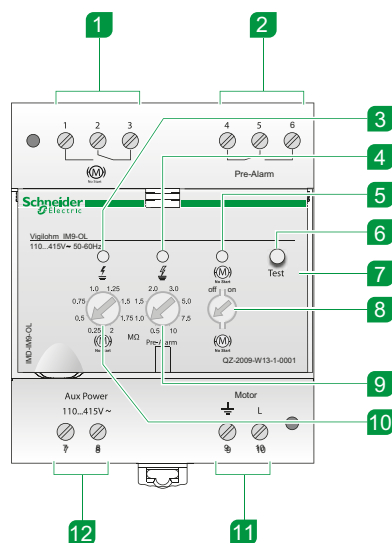 1 2
1 2 3 4 5 6
3
No Start
Pre-Alarm
4
Schneider
Electric
5
Vigilohm IM9-OL
110...415V~ 50-60Hz
6
No Start
Test
7
off on
1.0 1.25 2.0 3.0
0,75 1,5 1,5 5,0
8
0,5 1,75 1,0 7,5
0.25 2 MΩ 0.5 10
No Start Pre-Alarm No Start
IMD-IM9-OL
QZ-2009-W13-1-0001
9
Aux Power Motor
110...415V~ L
10
7 8 9 10
12 11